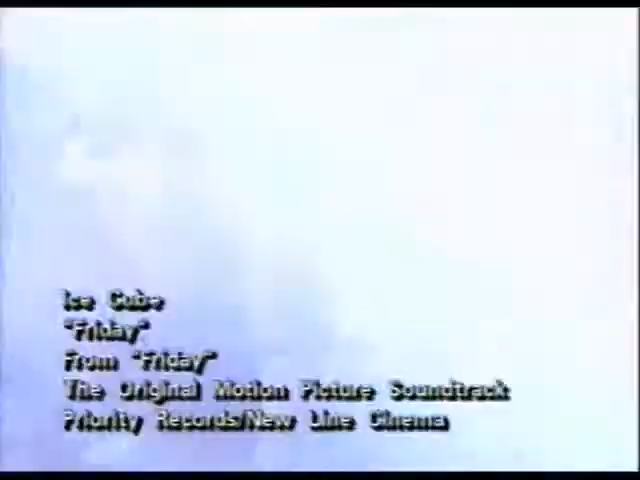 Ice Cube
"Friday"
From "Friday"
The Original Motion Picture Soundtrack
Priority Records/New Line Cinema